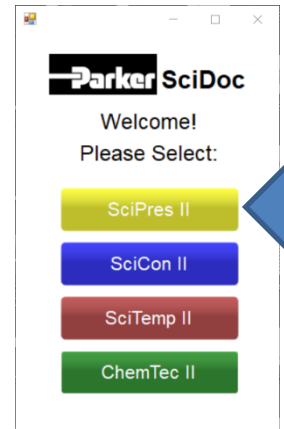 Parker SciDoc
Welcome!
Please Select:
SciPres II
SciCon II
SciTemp II
ChemTec II